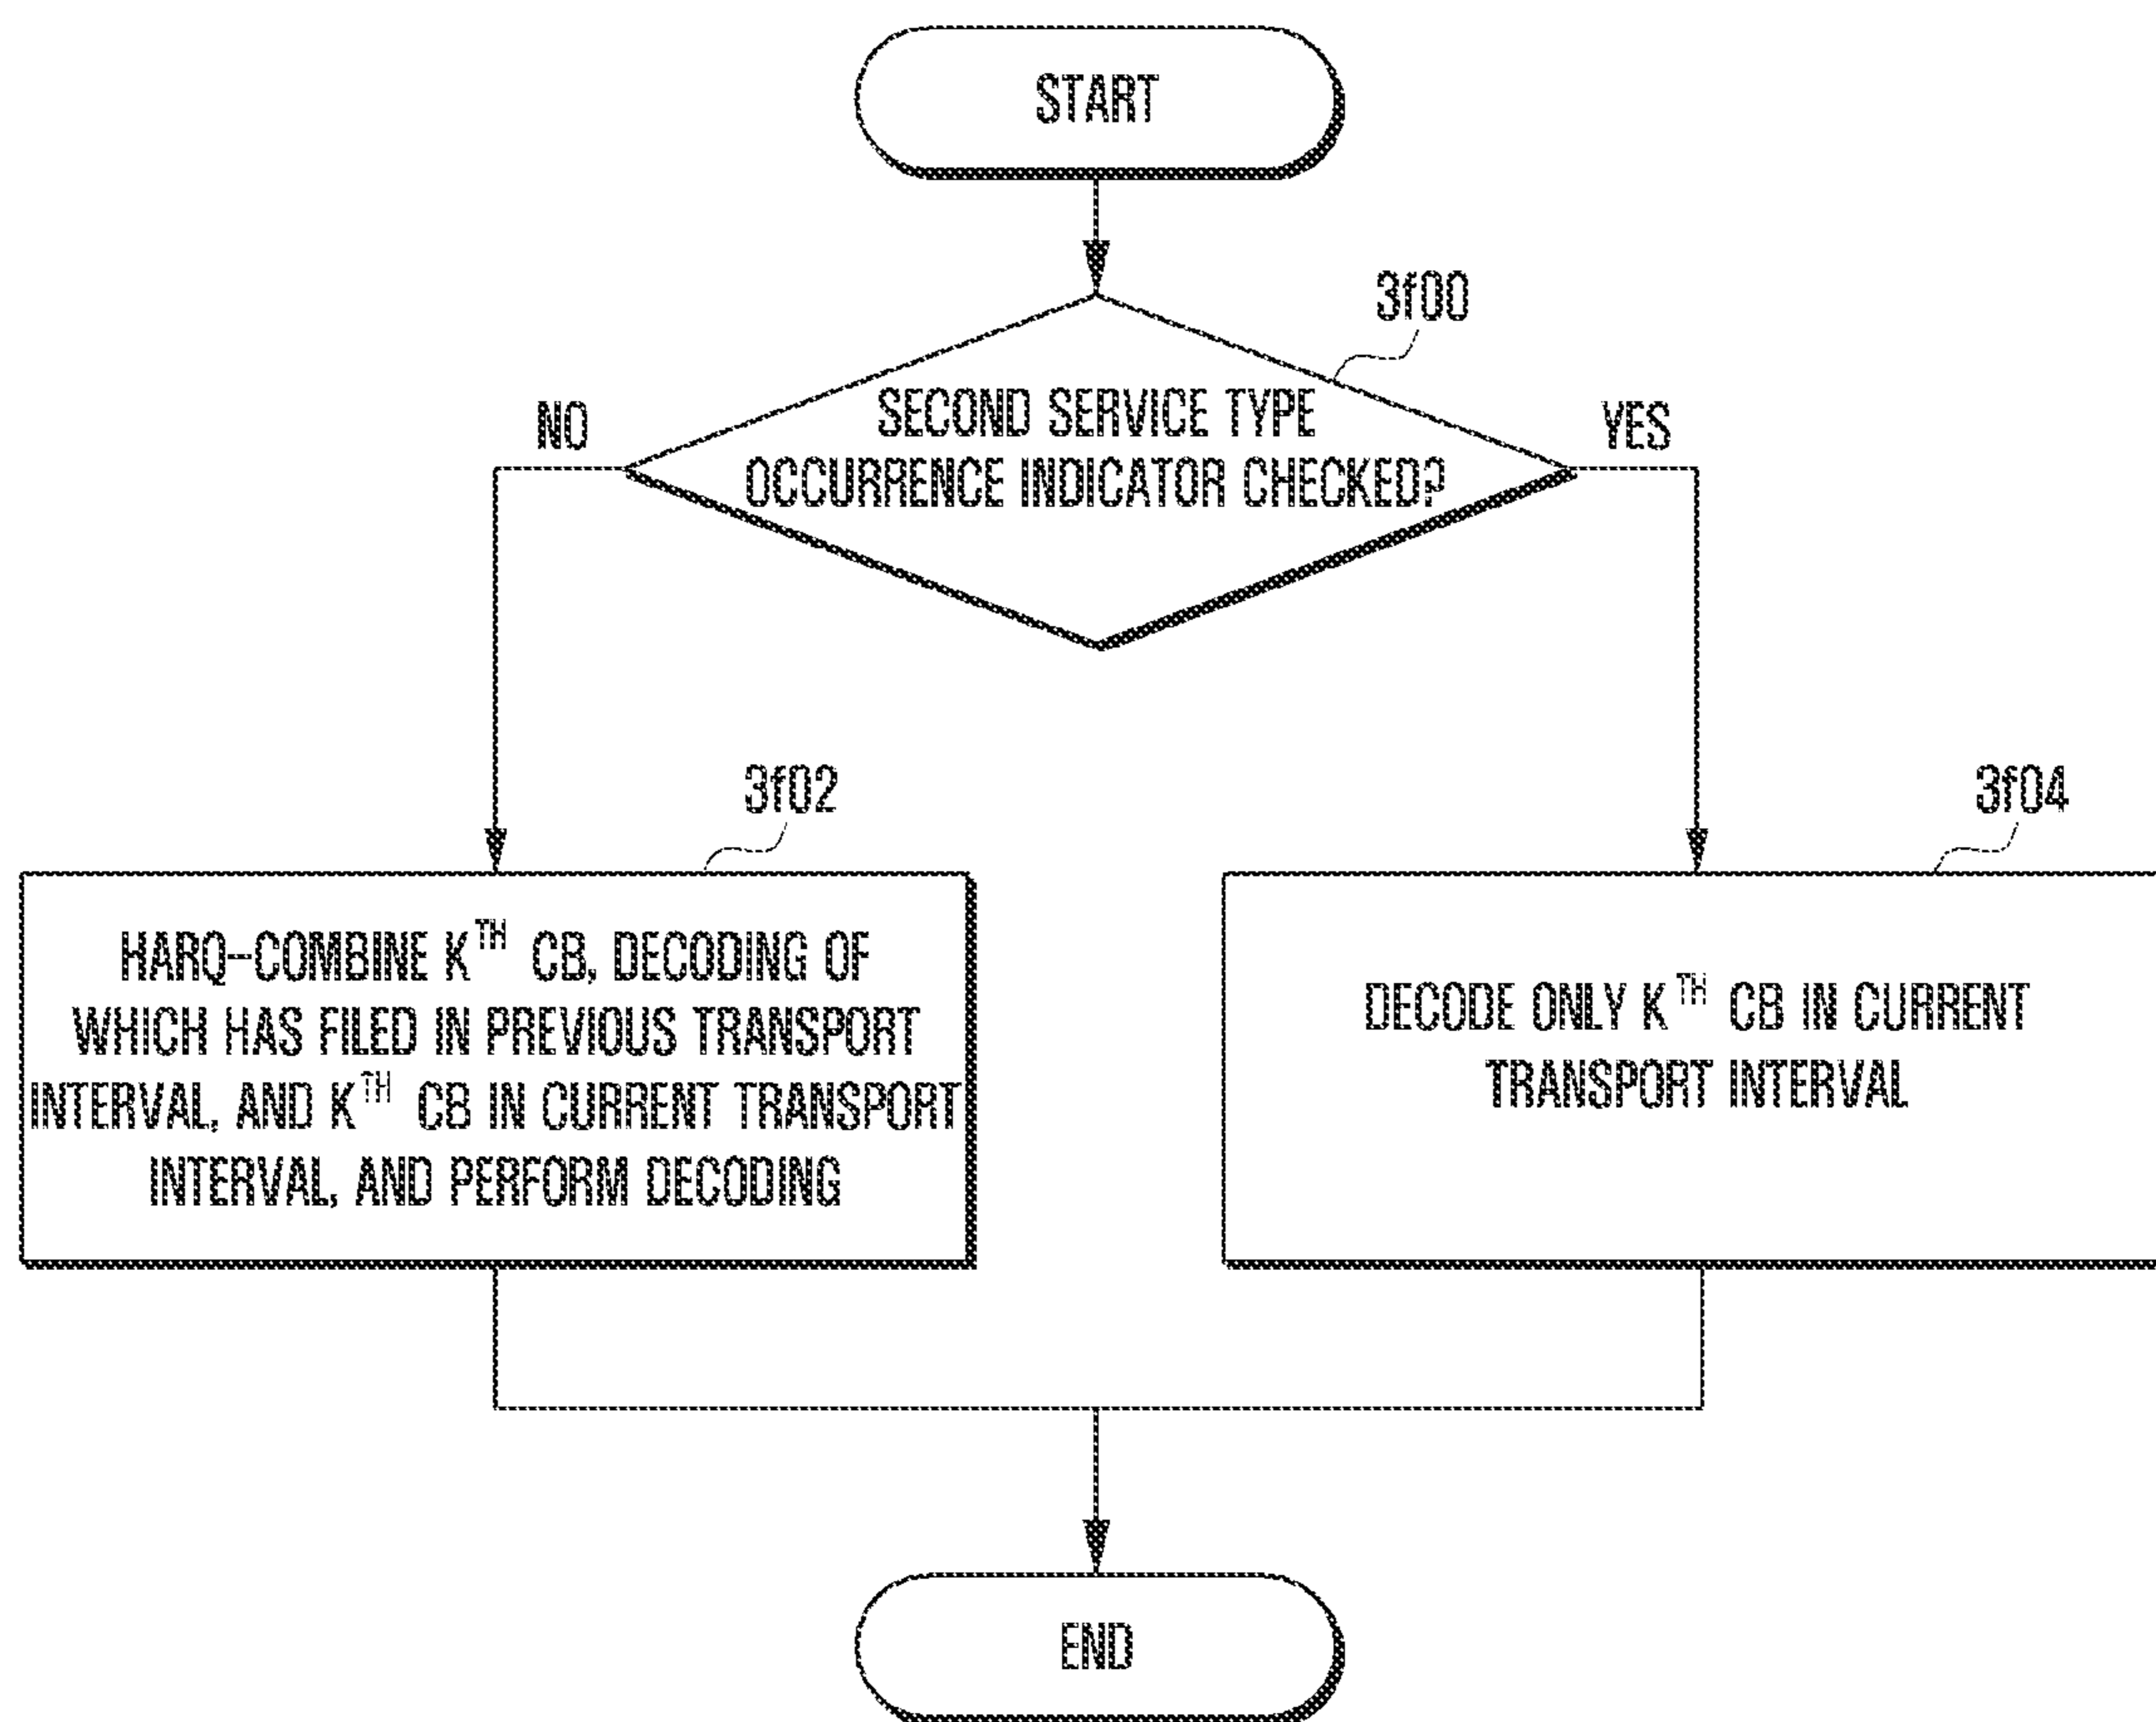 START
3f00
NO
SECOND SERVICE TYPE
YES
OCCURRENCE INDICATOR CHECKED?
3f02
3f04
HARQ-COMBINE K^TH CB, DECODING OF
WHICH HAS FILED IN PREVIOUS TRANSPORT
INTERVAL, AND K^TH CB IN CURRENT TRANSPORT
INTERVAL, AND PERFORM DECODING
DECODE ONLY K^TH CB IN CURRENT
TRANSPORT INTERVAL
END